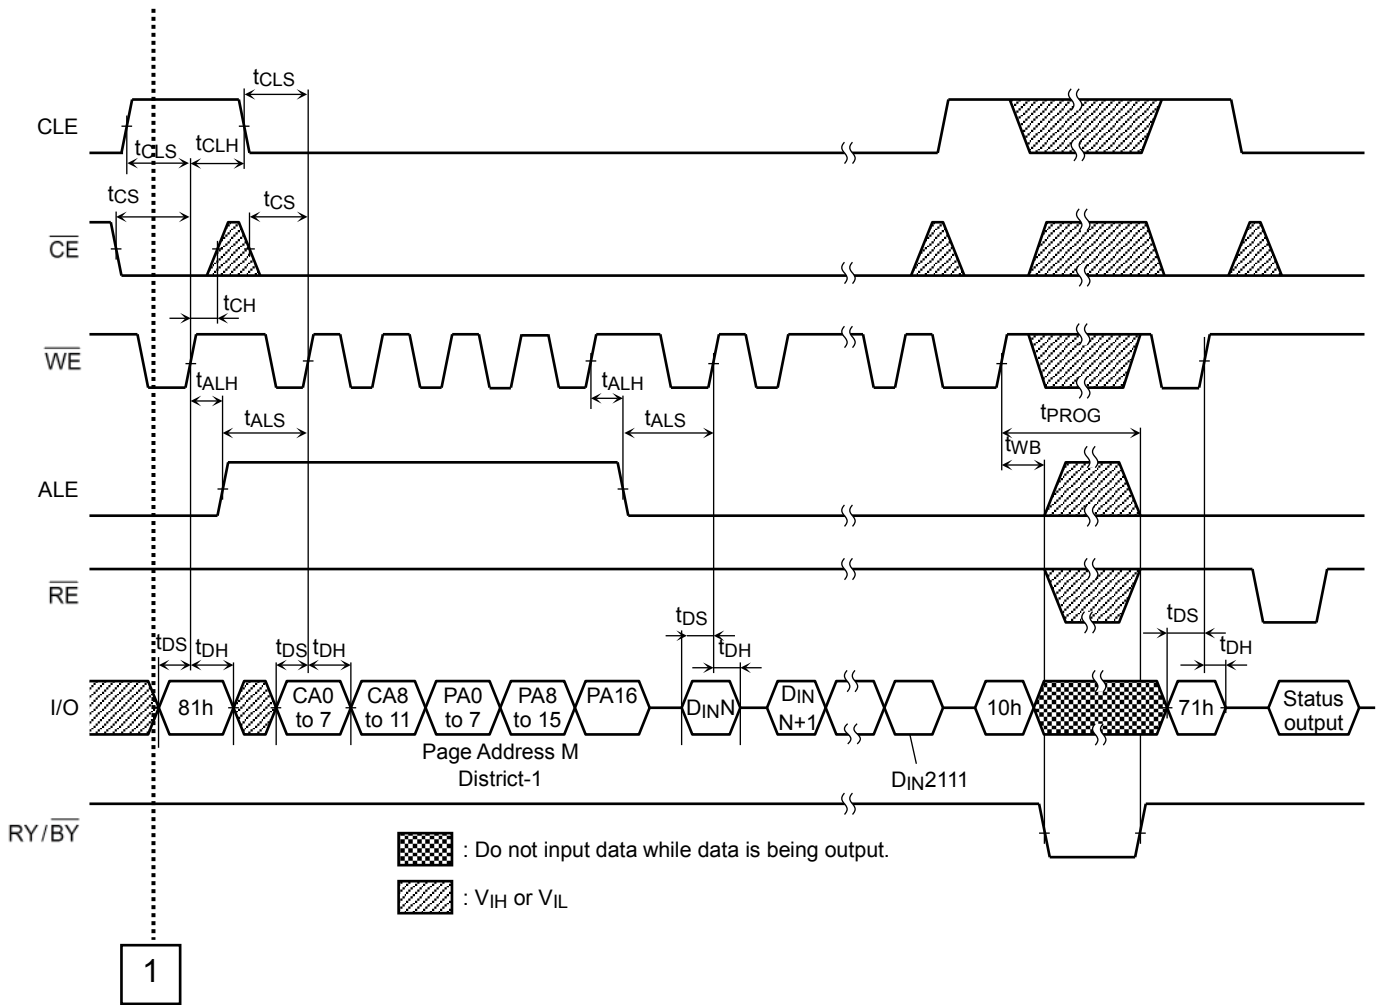 tCLS
CLE
tCLS tCLH
tCS tCS
CE
tCH
WE
tALH tALH
tALS tALS
tPROG
tWB
ALE
RE
tDS tDH tDS tDH tDS tDH tDS tDH
I/O 81h CA0 to 7 CA8 to 11 PA0 to 7 PA8 to 15 PA16 DINN DIN N+1 10h 71h Status output
Page Address M
District-1
DIN2111
RY/BY
: Do not input data while data is being output.
: VIH or VIL
1